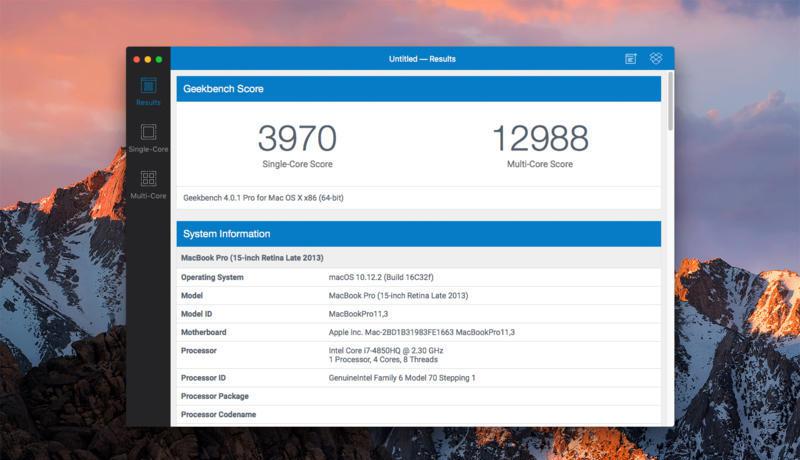 Untitled — Results
Results
Single-Core
Multi-Core
Geekbench Score
3970
Single-Core Score
12988
Multi-Core Score
Geekbench 4.0.1 Pro for Mac OS X x86 (64-bit)
System Information
MacBook Pro (15-inch Retina Late 2013)
Operating System macOS 10.12.2 (Build 16C32f)
Model MacBook Pro (15-inch Retina Late 2013)
Model ID MacBookPro11,3
Motherboard Apple Inc. Mac-2BD1B31983FE1663 MacBookPro11,3
Processor Intel Core i7-4850HQ @ 2.30 GHz
1 Processor, 4 Cores, 8 Threads
Processor ID GenuineIntel Family 6 Model 70 Stepping 1
Processor Package
Processor Codename